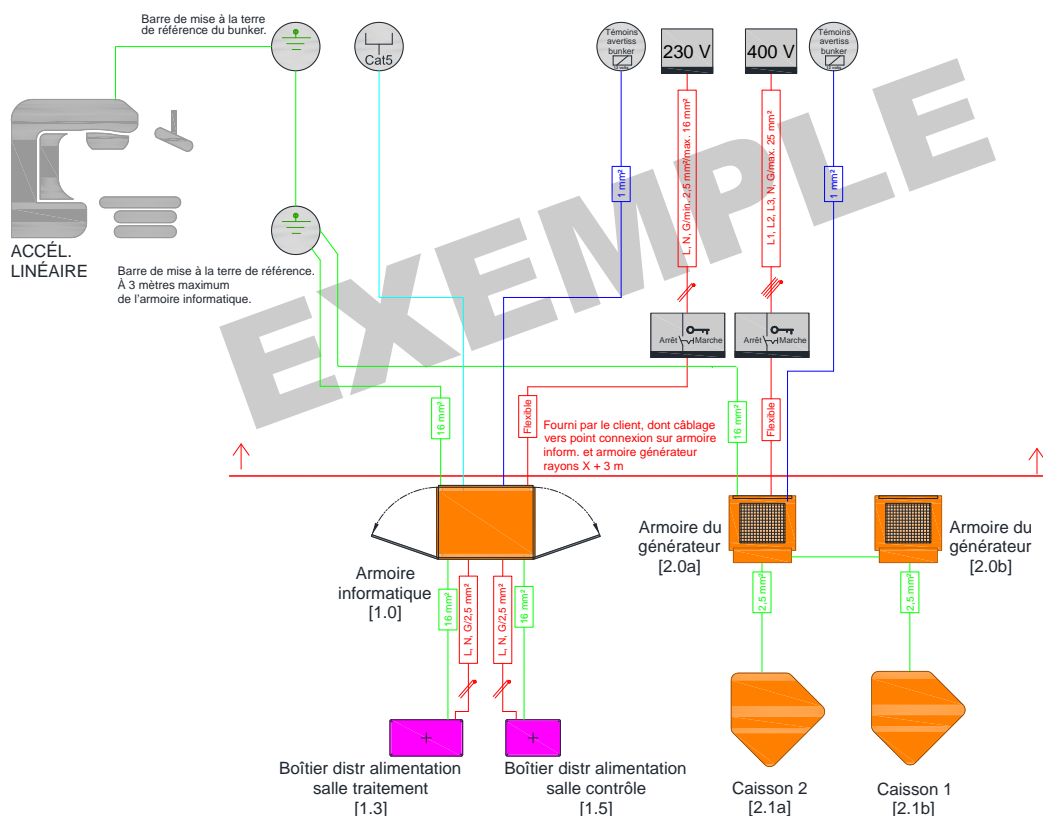 Barre de mise à la terre
de référence du bunker.
Cat5
Témoins
avertiss
bunker
230 V
400 V
Témoins
avertiss
bunker
L, N, G/min. 2,5 mm²/max. 16 mm²
L1, L2, L3, N, G/max. 25 mm²
1 mm²
1 mm²
EXEMPLE
ACCÉL.
LINÉAIRE
Barre de mise à la terre de référence.
À 3 mètres maximum
de l'armoire informatique.
Arrêt
Marche
Arrêt
Marche
16 mm²
Flexible
Fourni par le client, dont câblage
vers point connexion sur armoire
inform. et armoire générateur
rayons X + 3 m
16 mm²
Flexible
Armoire
informatique
[1.0]
Armoire du
générateur
[2.0a]
Armoire du
générateur
[2.0b]
16 mm²
L, N, G/2,5 mm²
L, N, G/2,5 mm²
16 mm²
2,5 mm²
2,5 mm²
Boîtier distr alimentation
salle traitement
[1.3]
Boîtier distr alimentation
salle contrôle
[1.5]
Caisson 2
[2.1a]
Caisson 1
[2.1b]